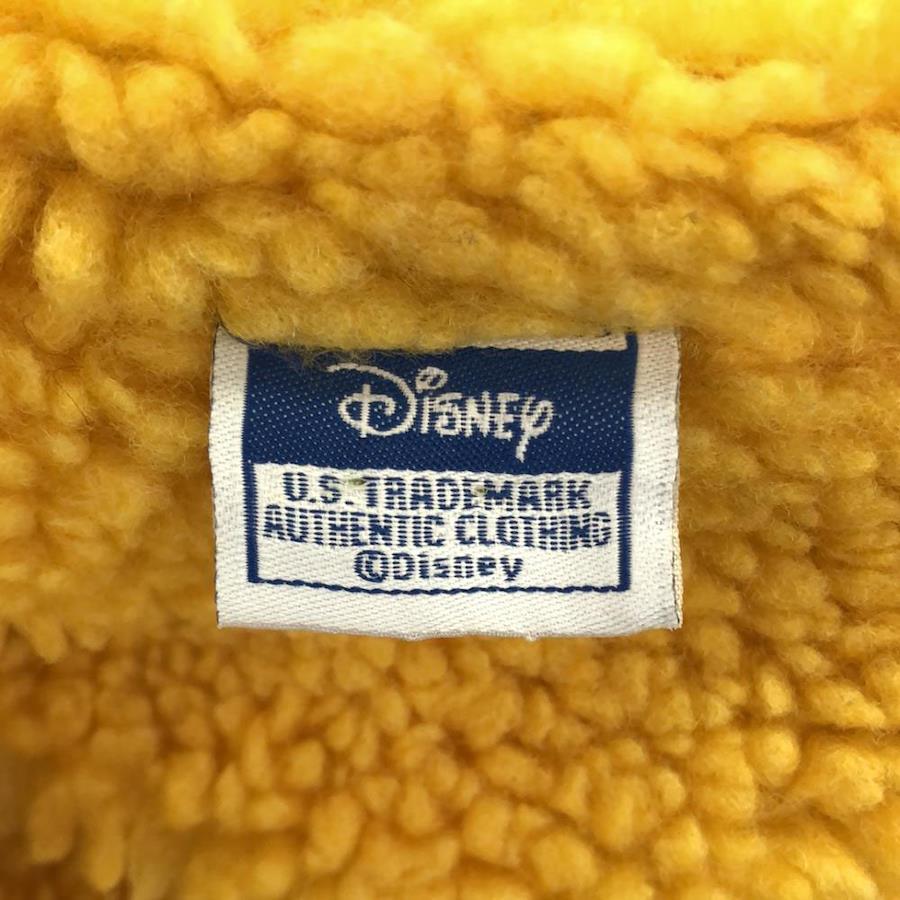 Disney
U.S. TRADEMARK
AUTHENTIC CLOTHING
©Disney